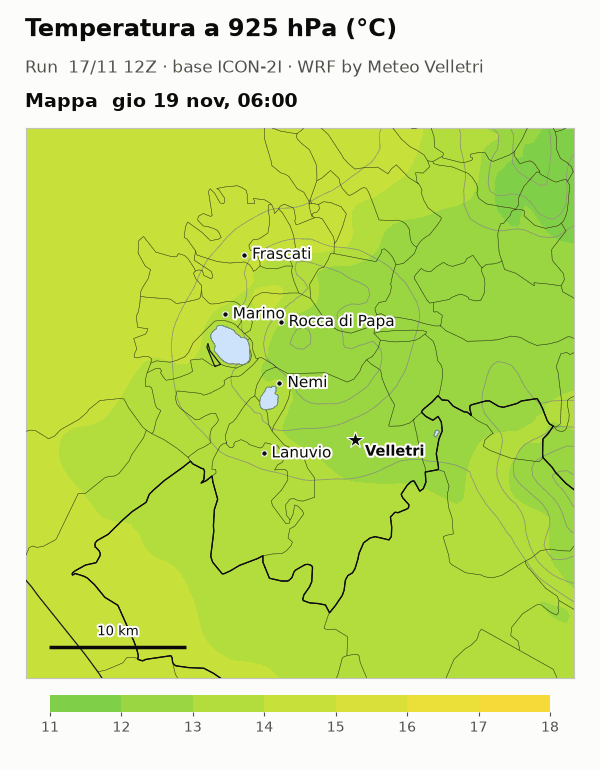 Temperatura a 925 hPa (°C)
Run  17/11 12Z · base ICON-2I · WRF by Meteo Velletri
Mappa  gio 19 nov, 06:00
Frascati
Marino
Rocca di Papa
Nemi
Velletri
Lanuvio
10 km
11 12 13 14 15 16 17 18